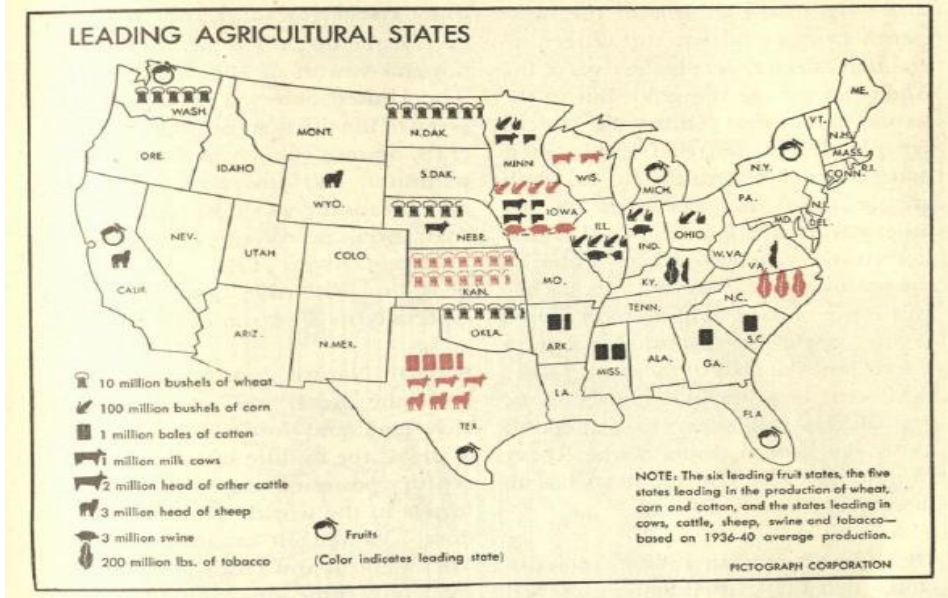 LEADING AGRICULTURAL STATES
WASH.
MONT.
N.DAK.
MINN
ME.
VT.
N.H.
ORE.
IDAHO
S.DAK.
WIS.
MICH.
N.Y.
MASS.
R.I.
CONN.
WYO.
IOWA
PA.
N.J.
NEV.
UTAH
COLO.
NEBR.
ILL.
IND.
OHIO
MD.
DEL.
W.VA.
VA.
CALIF.
KAN.
MO.
KY.
ARIZ.
N.MEX.
OKLA.
ARK.
TENN.
N.C.
S.C.
MISS.
ALA.
GA.
TEX.
LA.
FLA
10 million bushels of wheat
100 million bushels of corn
1 million bales of cotton
1 million milk cows
2 million head of other cattle
3 million head of sheep
3 million swine
200 million lbs. of tobacco
Fruits
(Color indicates leading state)
NOTE: The six leading fruit states, the five
states leading in the production of wheat,
corn and cotton, and the states leading in
cows, cattle, sheep, swine and tobacco—
based on 1936-40 average production.
PICTOGRAPH CORPORATION